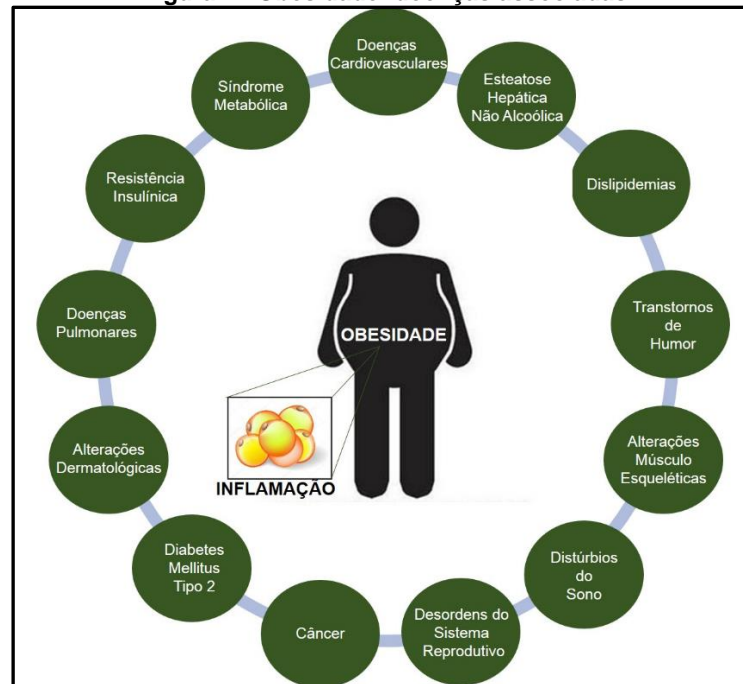 Doenças
Cardiovasculares
Esteatose
Hepática
Não Alcoólica
Dislipidemias
Transtornos
de
Humor
Alterações
Músculo
Esqueléticas
Distúrbios
do
Sono
Desordens do
Sistema
Reprodutivo
Câncer
Diabetes
Mellitus
Tipo 2
Alterações
Dermatológicas
Doenças
Pulmonares
Resistência
Insulínica
Síndrome
Metabólica
OBESIDADE
INFLAMAÇÃO